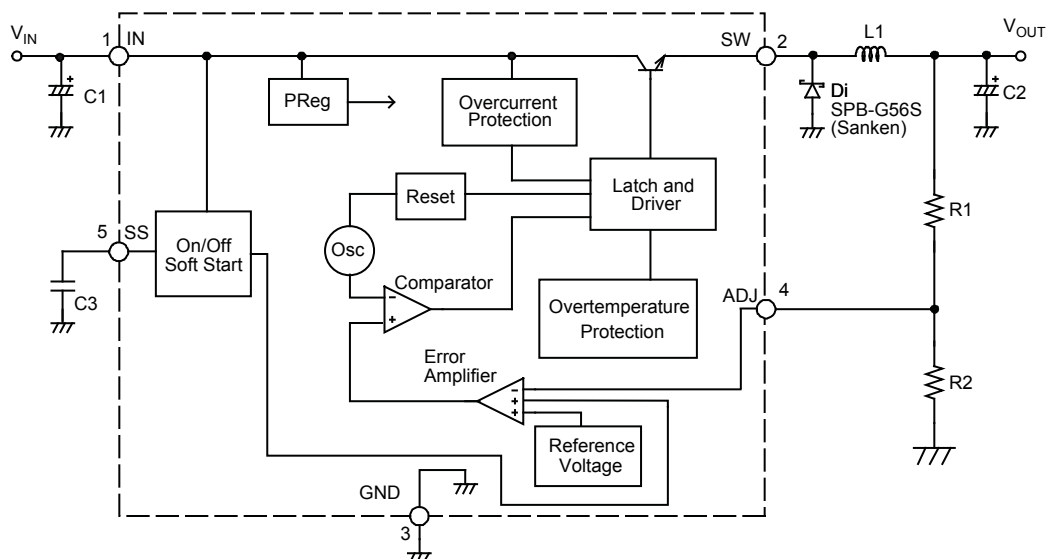 V_IN
1
IN
SW
2
L1
V_OUT
C1
PReg
Overcurrent
Protection
Di
SPB-G56S
(Sanken)
C2
Reset
Latch and
Driver
R1
5
SS
On/Off
Soft Start
Osc
C3
Comparator
−
+
Overtemperature
Protection
ADJ
4
Error
Amplifier
−
+
+
R2
Reference
Voltage
GND
3